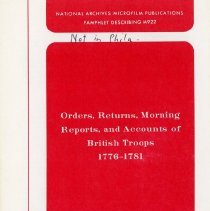 NATIONAL ARCHIVES MICROFILM PUBLICATIONS
PAMPHLET DESCRIBING M922
Not in Phila-
Orders, Returns, Morning
Reports, and Accounts of
British Troops
1776-1781